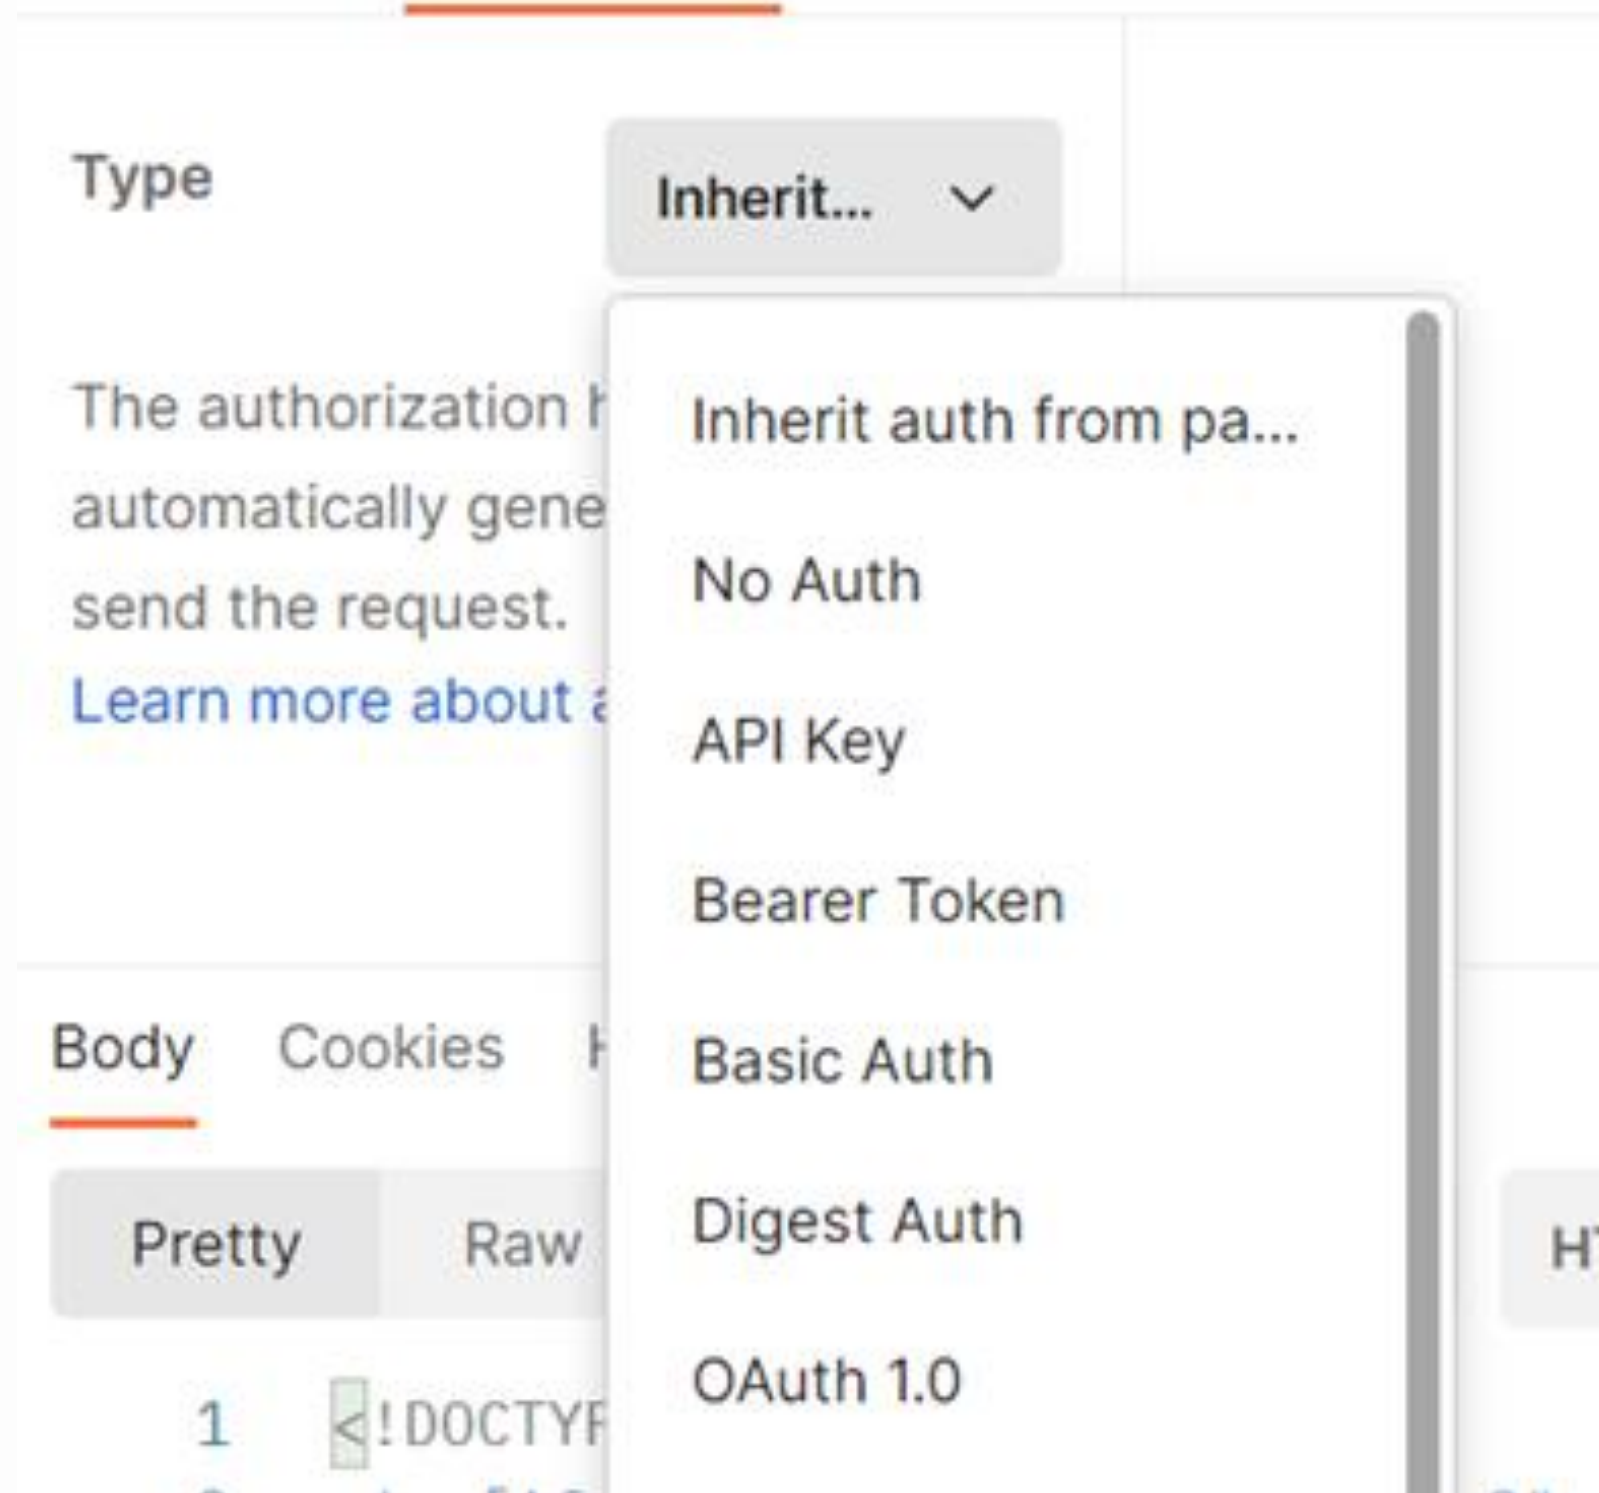 Type
Inherit...
The authorization
automatically gene
send the request.
Learn more about
Inherit auth from pa...
No Auth
API Key
Bearer Token
Basic Auth
Digest Auth
OAuth 1.0
Body Cookies
Pretty Raw
1 <!DOCTY